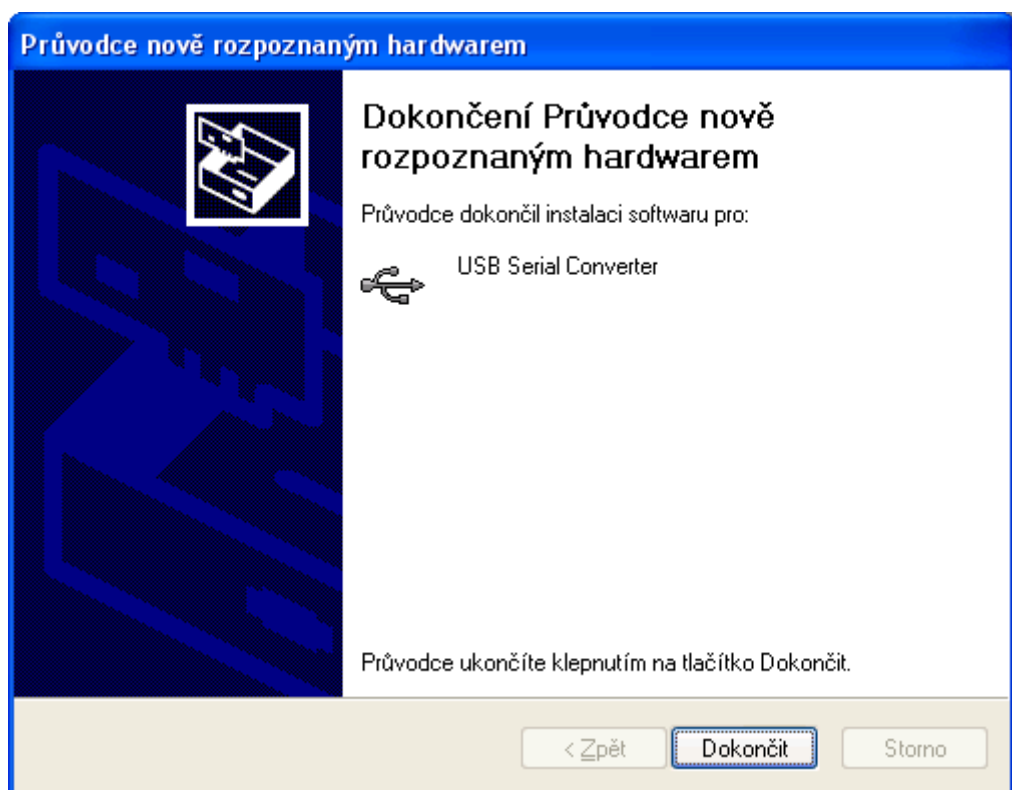 Průvodce nově rozpoznaným hardwarem
Dokončení Průvodce nově
rozpoznaným hardwarem
Průvodce dokončil instalaci softwaru pro:
USB Serial Converter
Průvodce ukončíte klepnutím na tlačítko Dokončit.
< Zpět
Dokončit
Storno